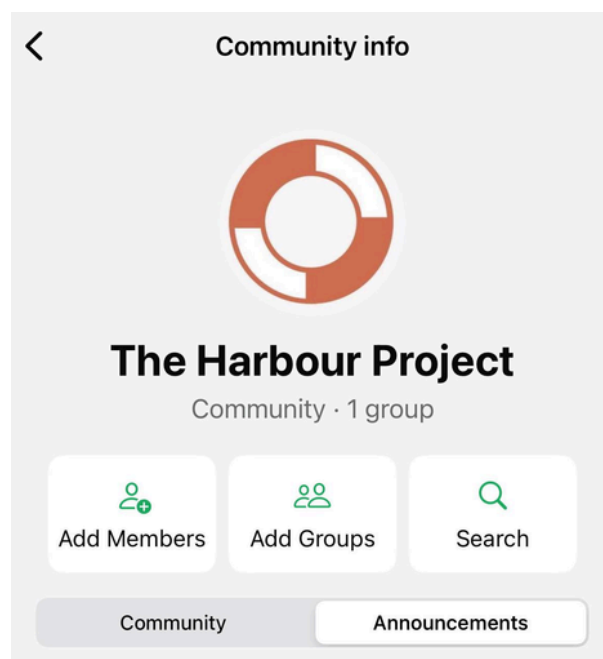 Community info
The Harbour Project
Community · 1 group
Add Members
Add Groups
Search
Community
Announcements